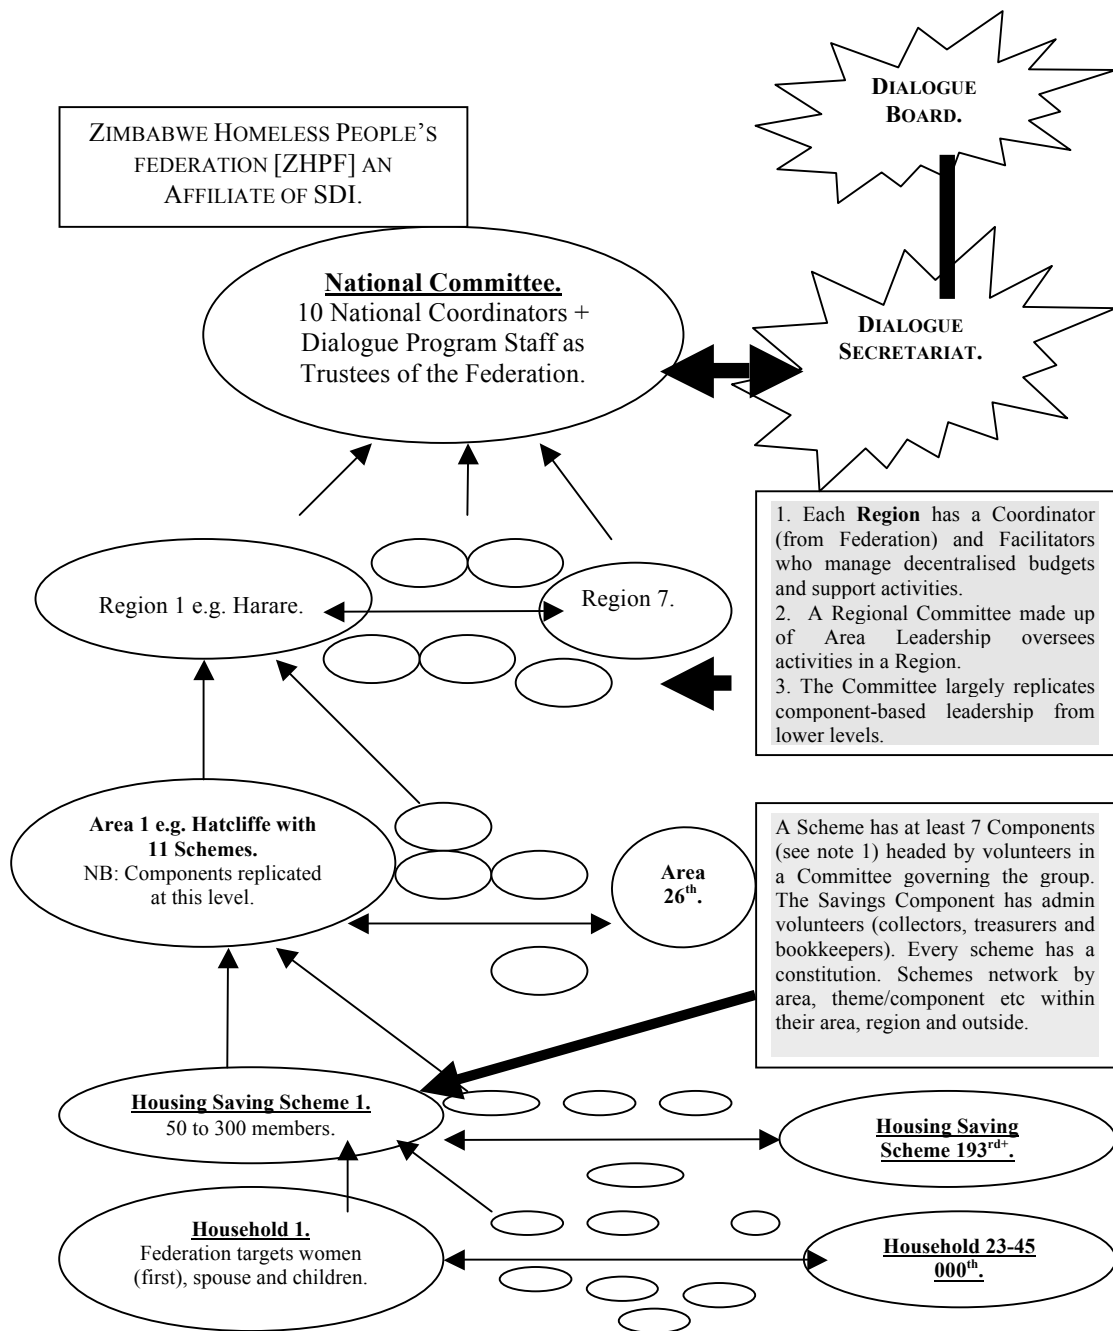 DIALOGUE
BOARD.
ZIMBABWE HOMELESS PEOPLE'S
FEDERATION [ZHPF] AN
AFFILIATE OF SDI.
National Committee.
10 National Coordinators +
Dialogue Program Staff as
Trustees of the Federation.
DIALOGUE
SECRETARIAT.
1. Each Region has a Coordinator
(from Federation) and Facilitators
who manage decentralised budgets
and support activities.
2. A Regional Committee made up
of Area Leadership oversees
activities in a Region.
3. The Committee largely replicates
component-based leadership from
lower levels.
Region 1 e.g. Harare.
Region 7.
Area 1 e.g. Hatcliffe with
11 Schemes.
NB: Components replicated
at this level.
Area
26th.
A Scheme has at least 7 Components
(see note 1) headed by volunteers in
a Committee governing the group.
The Savings Component has admin
volunteers (collectors, treasurers and
bookkeepers). Every scheme has a
constitution. Schemes network by
area, theme/component etc within
their area, region and outside.
Housing Saving Scheme 1.
50 to 300 members.
Housing Saving
Scheme 193rd+.
Household 1.
Federation targets women
(first), spouse and children.
Household 23-45
000th.